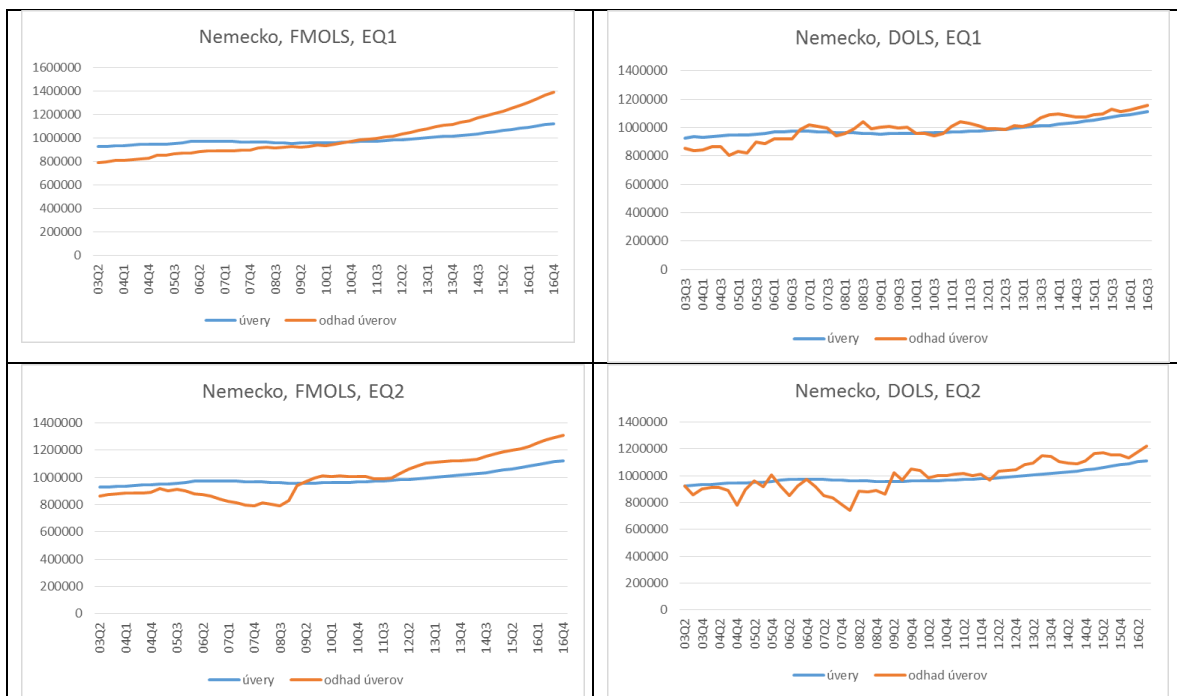 Nemecko, FMOLS, EQ1
1600000
1400000
1200000
1000000
800000
600000
400000
200000
0
03Q2 04Q1 04Q4 05Q3 06Q2 07Q1 07Q4 08Q3 09Q2 10Q1 10Q4 11Q3 12Q2 13Q1 13Q4 14Q3 15Q2 16Q1 16Q4
úvery odhad úverov
Nemecko, DOLS, EQ1
1400000
1200000
1000000
800000
600000
400000
200000
0
03Q3 04Q1 04Q3 05Q1 05Q3 06Q1 06Q3 07Q1 07Q3 08Q1 08Q3 09Q1 09Q3 10Q1 10Q3 11Q1 11Q3 12Q1 12Q3 13Q1 13Q3 14Q1 14Q3 15Q1 15Q3 16Q1 16Q3
úvery odhad úverov
Nemecko, FMOLS, EQ2
1400000
1200000
1000000
800000
600000
400000
200000
0
03Q2 04Q1 04Q4 05Q3 06Q2 07Q1 07Q4 08Q3 09Q2 10Q1 10Q4 11Q3 12Q2 13Q1 13Q4 14Q3 15Q2 16Q1 16Q4
úvery odhad úverov
Nemecko, DOLS, EQ2
1400000
1200000
1000000
800000
600000
400000
200000
0
03Q2 03Q4 04Q2 04Q4 05Q2 05Q4 06Q2 06Q4 07Q2 07Q4 08Q2 08Q4 09Q2 09Q4 10Q2 10Q4 11Q2 11Q4 12Q2 12Q4 13Q2 13Q4 14Q2 14Q4 15Q2 15Q4 16Q2
úvery odhad úverov